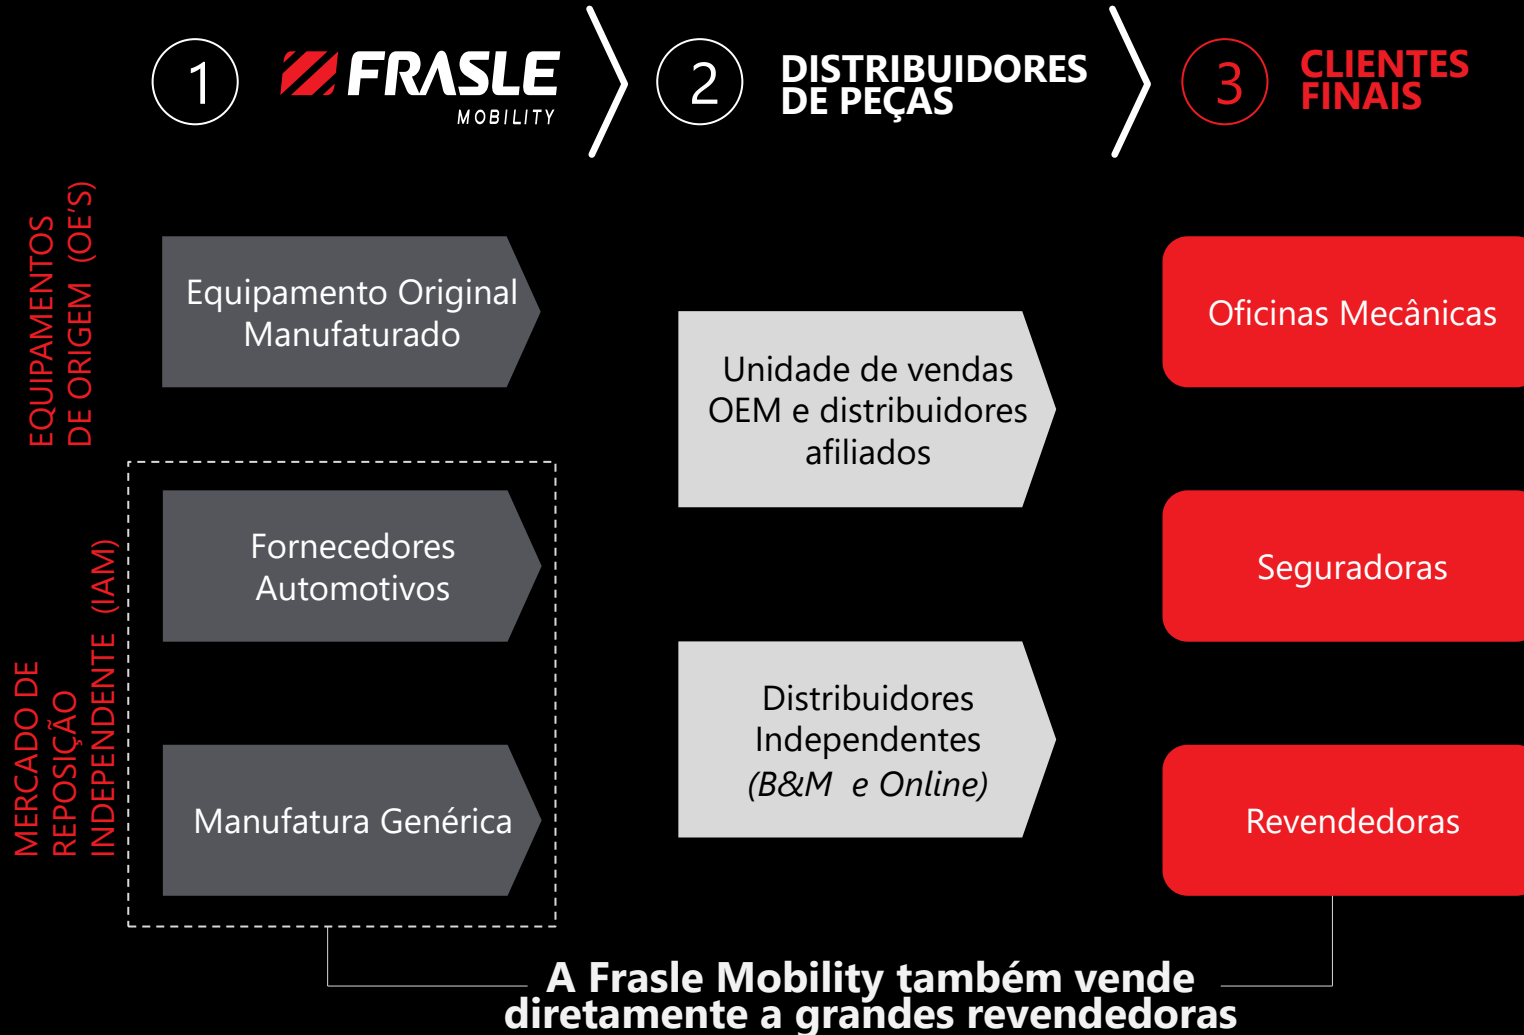 1
FRASLE
MOBILITY
2
DISTRIBUIDORES
DE PEÇAS
3
CLIENTES
FINAIS
EQUIPAMENTOS
DE ORIGEM (OE'S)
Equipamento Original
Manufaturado
Unidade de vendas
OEM e distribuidores
afiliados
Oficinas Mecânicas
MERCADO DE
REPOSIÇÃO
INDEPENDENTE (IAM)
Fornecedores
Automotivos
Seguradoras
Manufatura Genérica
Distribuidores
Independentes
(B&M e Online)
Revendedoras
A Frasle Mobility também vende
diretamente a grandes revendedoras